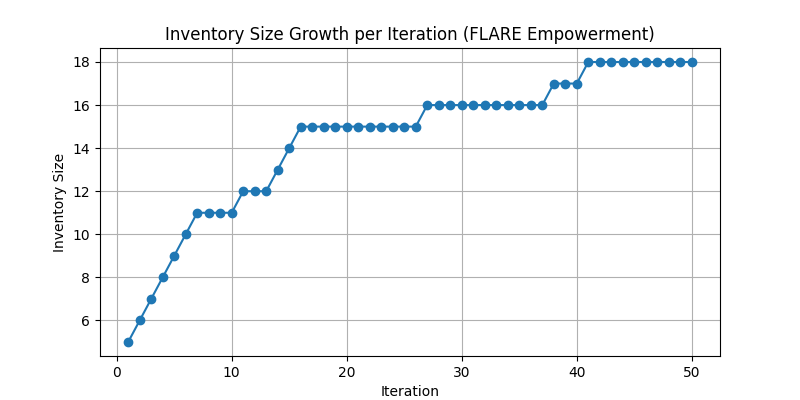 Inventory Size Growth per Iteration (FLARE Empowerment)
Inventory Size
18
16
14
12
10
8
6
0 10 20 30 40 50
Iteration